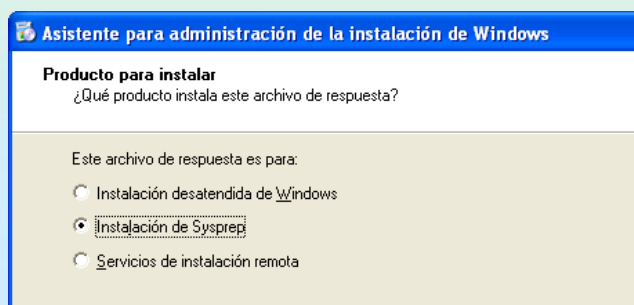 Asistente para administración de la instalación de Windows
Producto para instalar
¿Qué producto instala este archivo de respuesta?
Este archivo de respuesta es para:
Instalación desatendida de Windows
Instalación de Sysprep
Servicios de instalación remota